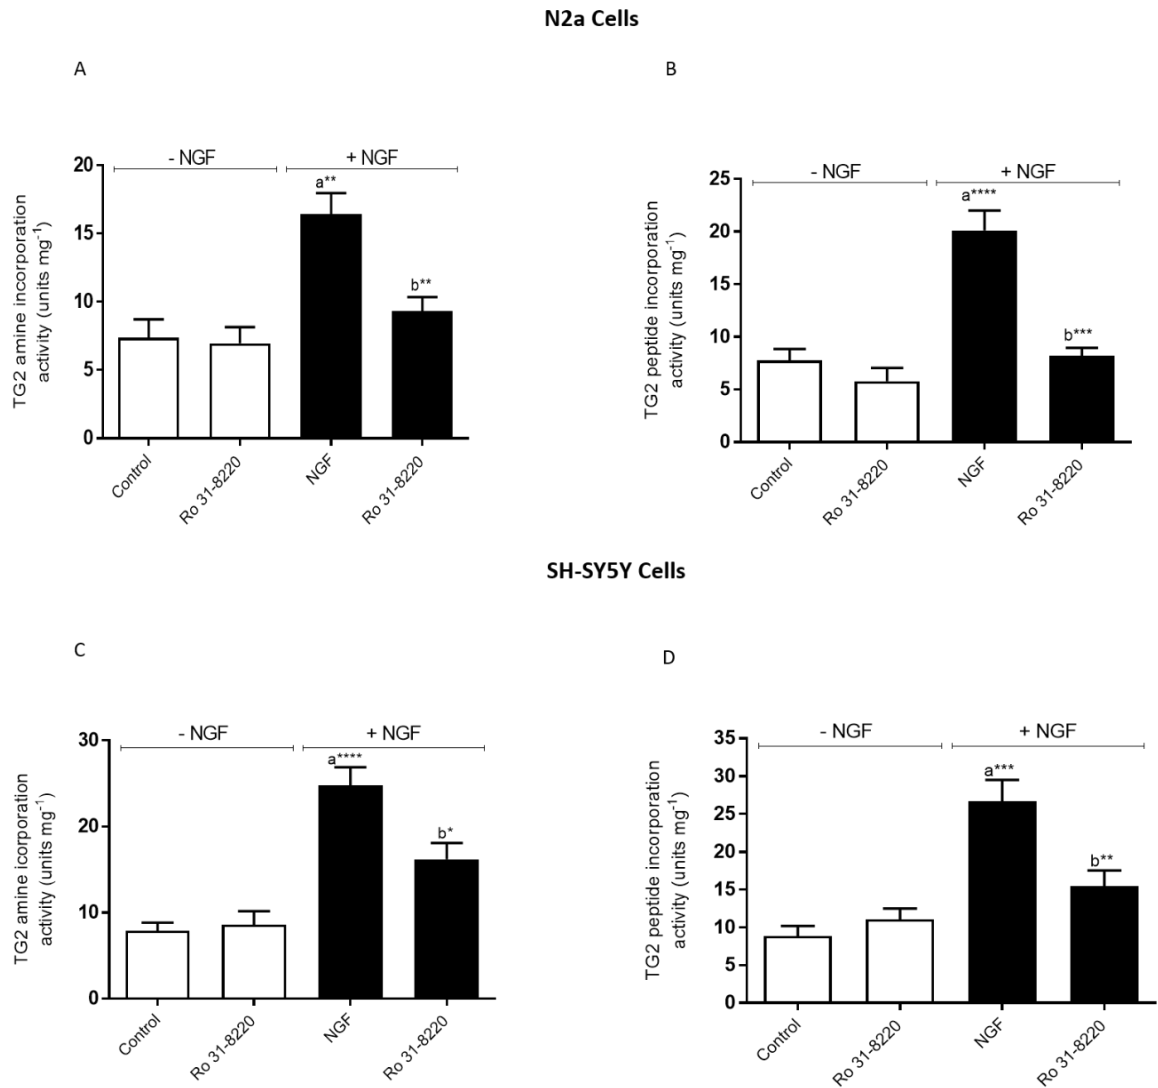 N2a Cells
A
- NGF
+ NGF
TG2 amine incorporation
activity (units mg⁻¹)
20
15
10
5
0
a**
b**
Control
Ro 31-8220
NGF
Ro 31-8220
B
- NGF
+ NGF
TG2 peptide incorporation
activity (units mg⁻¹)
25
20
15
10
5
0
a****
b***
Control
Ro 31-8220
NGF
Ro 31-8220
SH-SY5Y Cells
C
- NGF
+ NGF
TG2 amine icorporation
activity (units mg⁻¹)
30
20
10
0
a****
b*
Control
Ro 31-8220
NGF
Ro 31-8220
D
- NGF
+ NGF
TG2 peptide incorporation
activity (units mg⁻¹)
35
30
25
20
15
10
5
0
a***
b**
Control
Ro 31-8220
NGF
Ro 31-8220